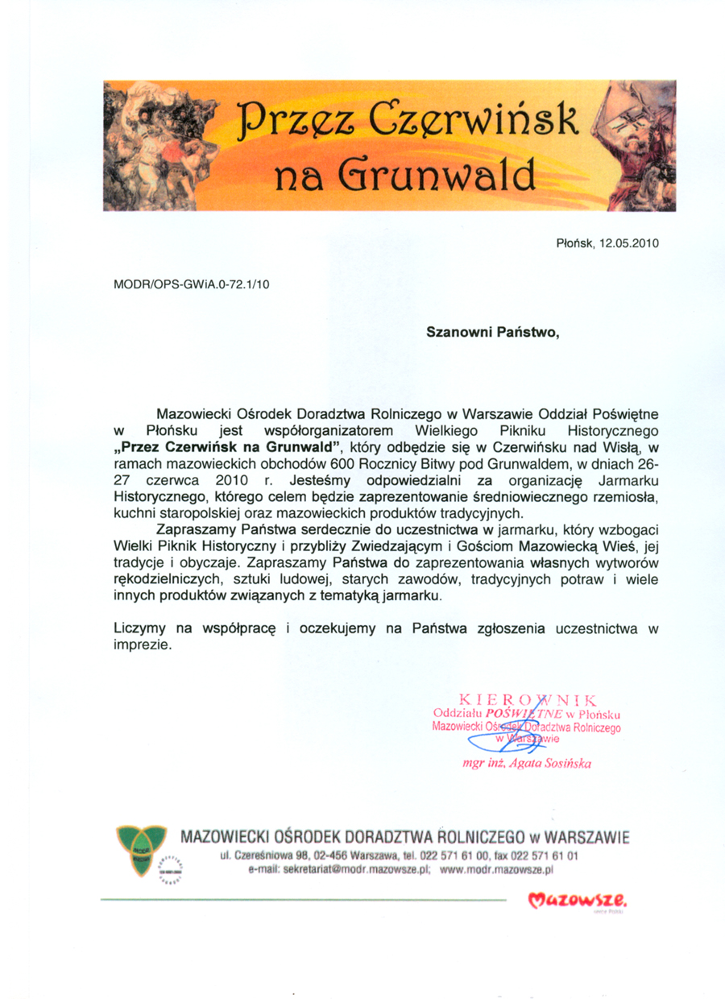 Przez Czerwińsk
na Grunwald
Płońsk, 12.05.2010
MODR/OPS-GWiA.0-72.1/10
Szanowni Państwo,
Mazowiecki Ośrodek Doradztwa Rolniczego w Warszawie Oddział Poświętne
w Płońsku jest współorganizatorem Wielkiego Pikniku Historycznego
„Przez Czerwińsk na Grunwald”, który odbędzie się w Czerwińsku nad Wisłą, w
ramach mazowieckich obchodów 600 Rocznicy Bitwy pod Grunwaldem, w dniach 26-
27 czerwca 2010 r. Jesteśmy odpowiedzialni za organizację Jarmarku
Historycznego, którego celem będzie zaprezentowanie średniowiecznego rzemiosła,
kuchni staropolskiej oraz mazowieckich produktów tradycyjnych.
Zapraszamy Państwa serdecznie do uczestnictwa w jarmarku, który wzbogaci
Wielki Piknik Historyczny i przybliży Zwiedzającym i Gościom Mazowiecką Wieś, jej
tradycje i obyczaje. Zapraszamy Państwa do zaprezentowania własnych wytworów
rękodzielniczych, sztuki ludowej, starych zawodów, tradycyjnych potraw i wiele
innych produktów związanych z tematyką jarmarku.
Liczymy na współpracę i oczekujemy na Państwa zgłoszenia uczestnictwa w
imprezie.
KIEROWNIK
Oddziału POŚWIĘTNE w Płońsku
Mazowiecki Ośrodek Doradztwa Rolniczego
w Warszawie
mgr inż. Agata Sosińska
MODR
MAZOWIECKI OŚRODEK DORADZTWA ROLNICZEGO w WARSZAWIE
ul. Czereśniowa 98, 02-456 Warszawa, tel. 022 571 61 00, fax 022 571 61 01
e-mail: sekretariat@modr.mazowsze.pl; www.modr.mazowsze.pl
mazowsze.
serce Polski